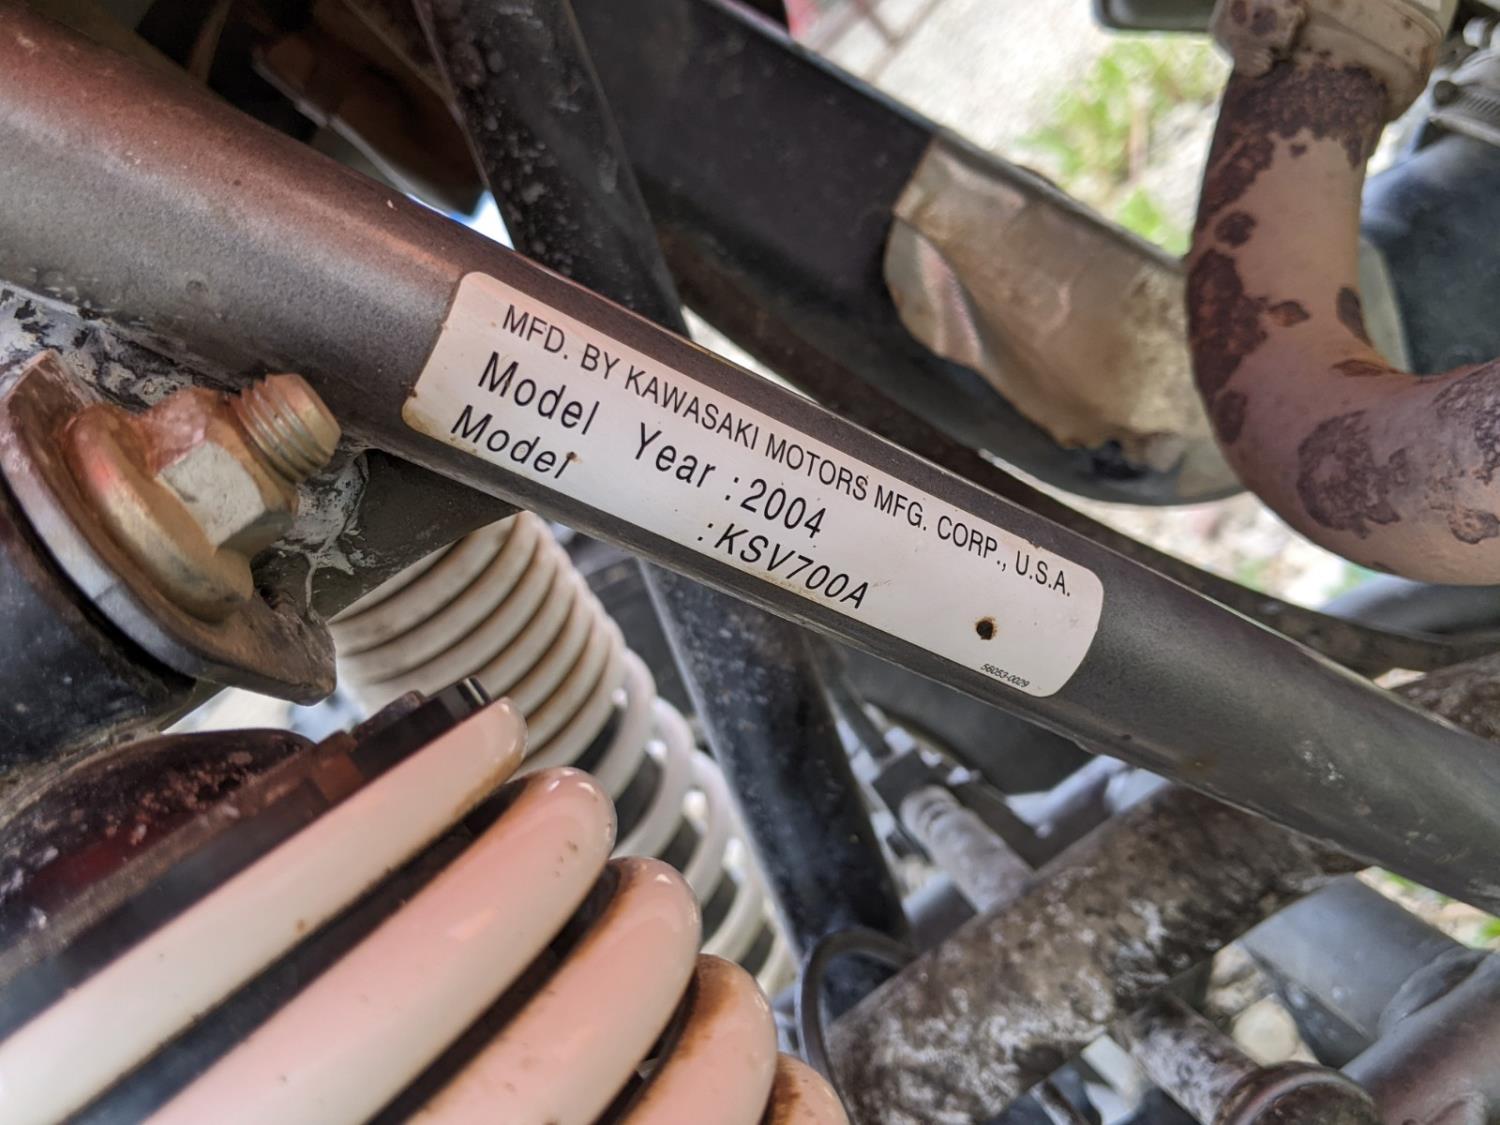 MFD. BY KAWASAKI MOTORS MFG. CORP., U.S.A.
Model Year : 2004
Model : KSV700A
56053-0029